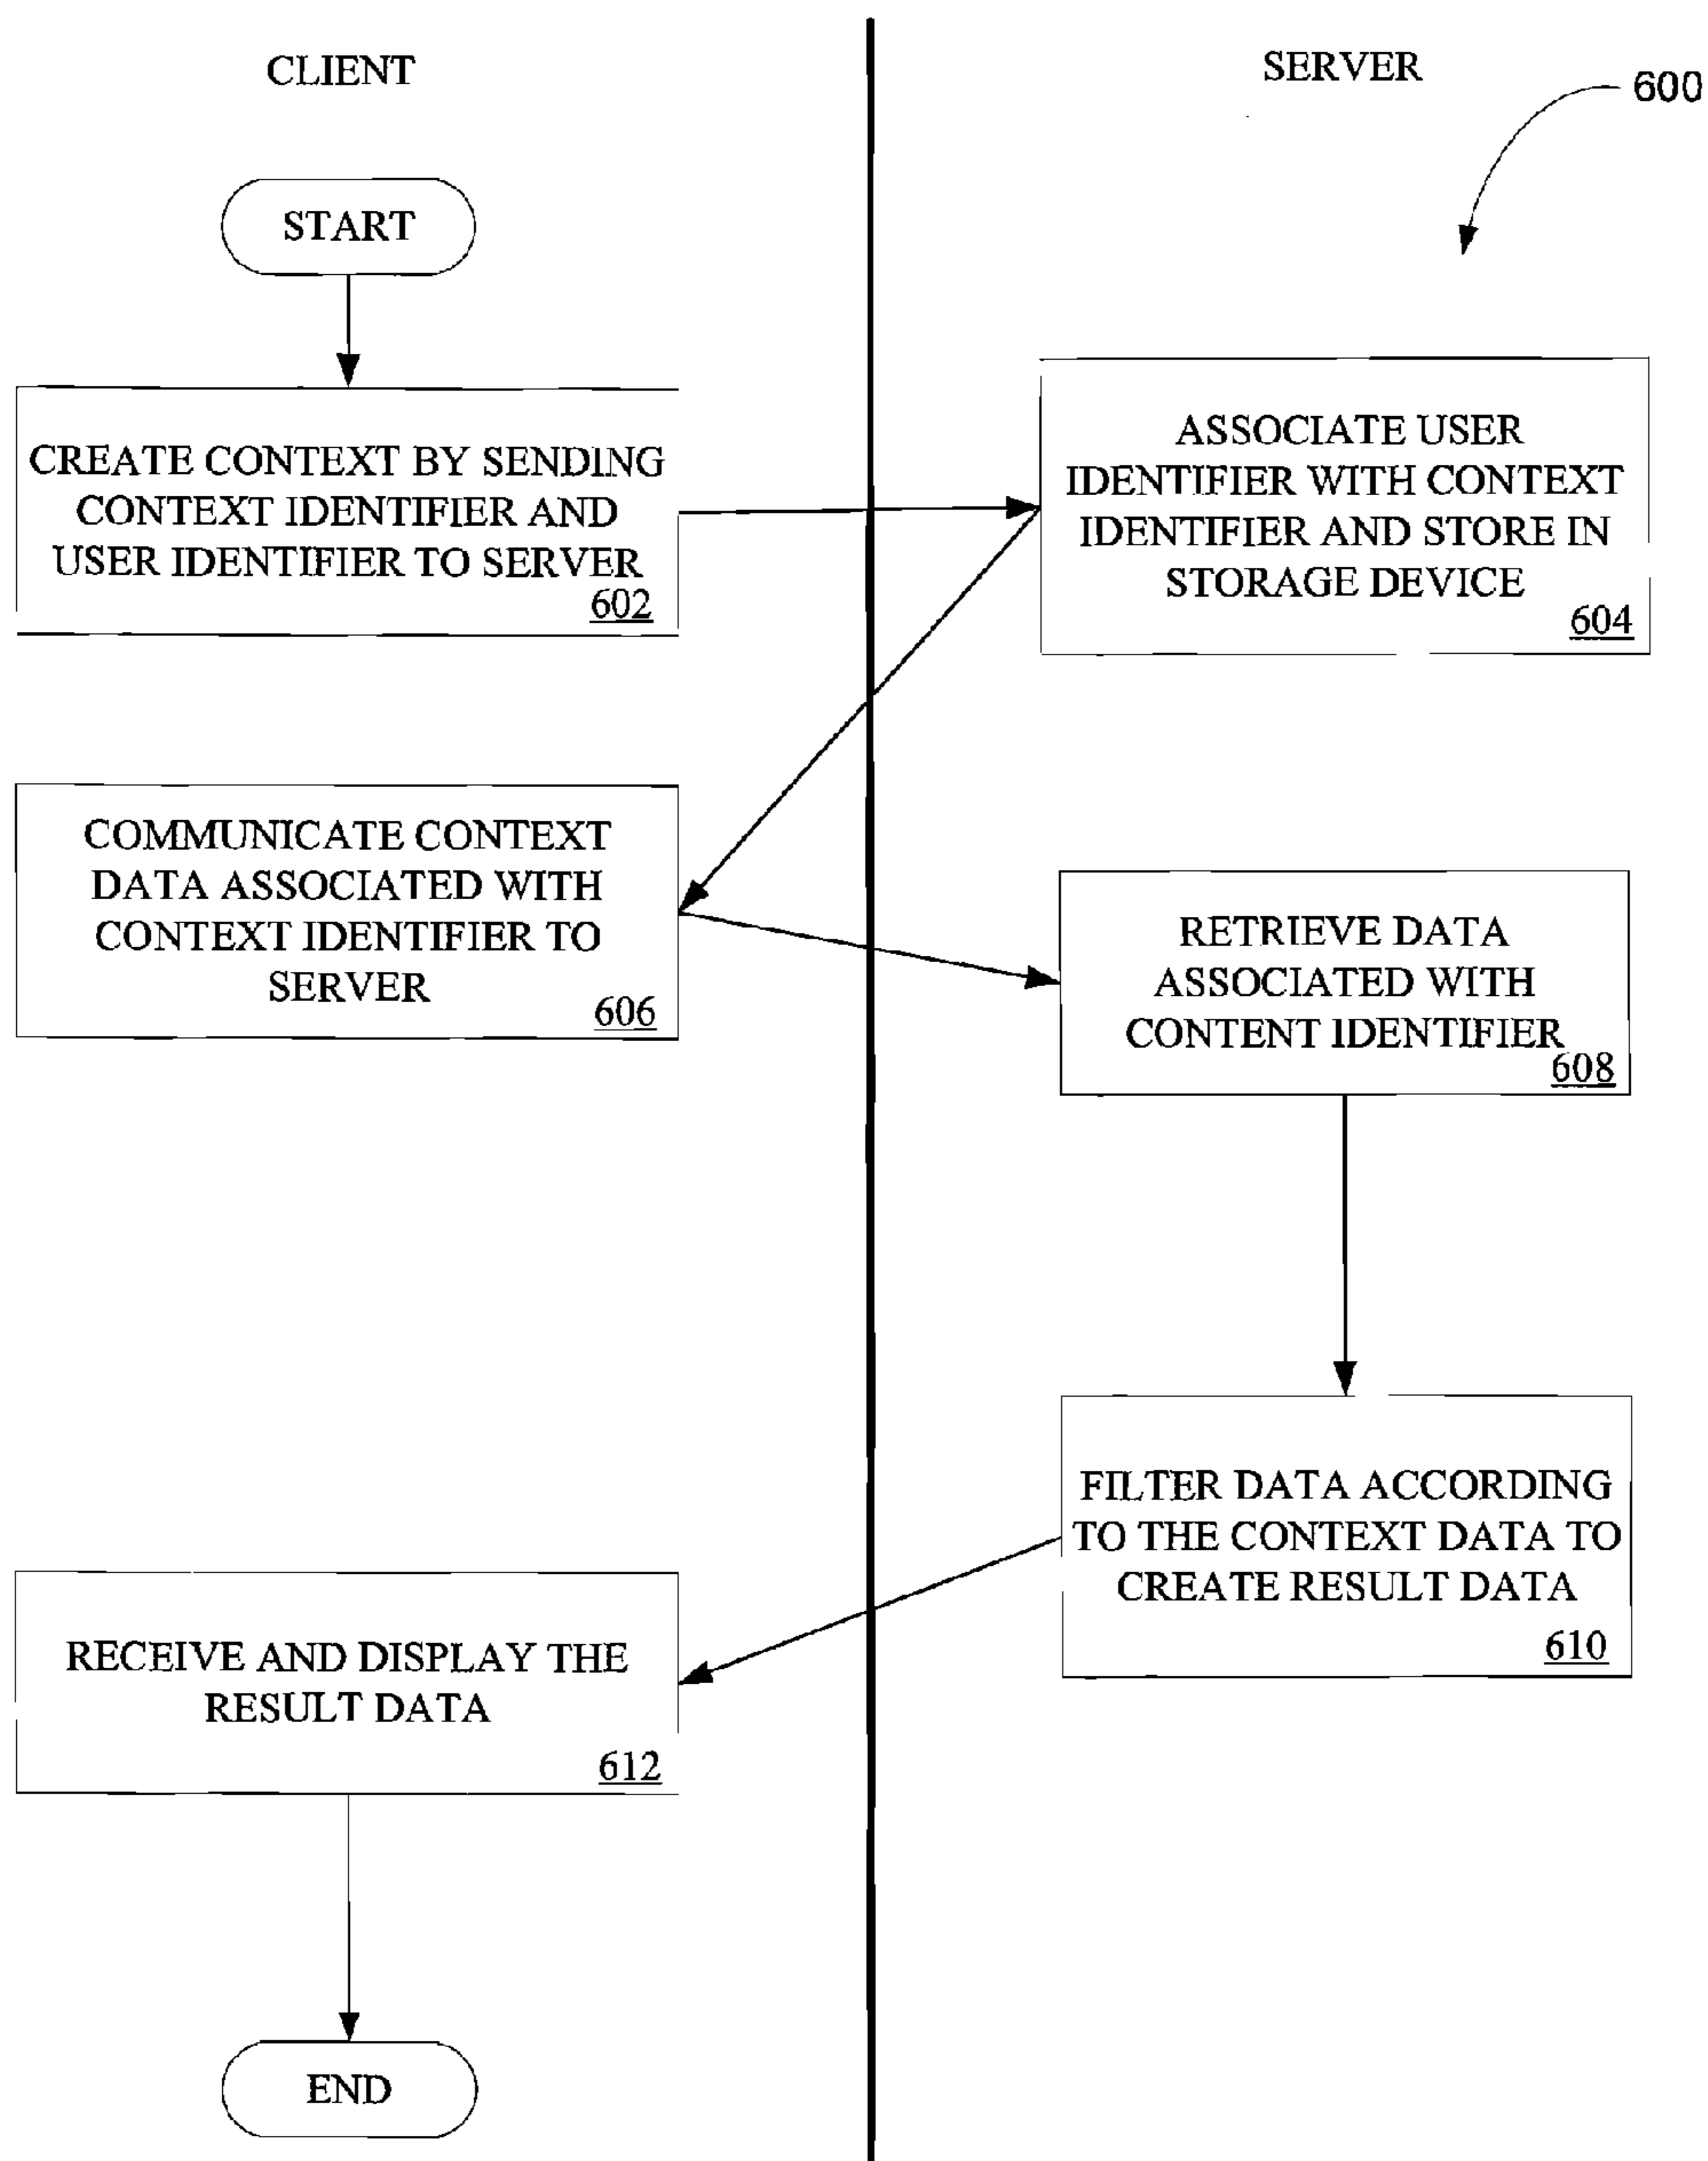 CLIENT
SERVER
600
START
CREATE CONTEXT BY SENDING
CONTEXT IDENTIFIER AND
USER IDENTIFIER TO SERVER
602
ASSOCIATE USER
IDENTIFIER WITH CONTEXT
IDENTIFIER AND STORE IN
STORAGE DEVICE
604
COMMUNICATE CONTEXT
DATA ASSOCIATED WITH
CONTEXT IDENTIFIER TO
SERVER
606
RETRIEVE DATA
ASSOCIATED WITH
CONTENT IDENTIFIER
608
FILTER DATA ACCORDING
TO THE CONTEXT DATA TO
CREATE RESULT DATA
610
RECEIVE AND DISPLAY THE
RESULT DATA
612
END